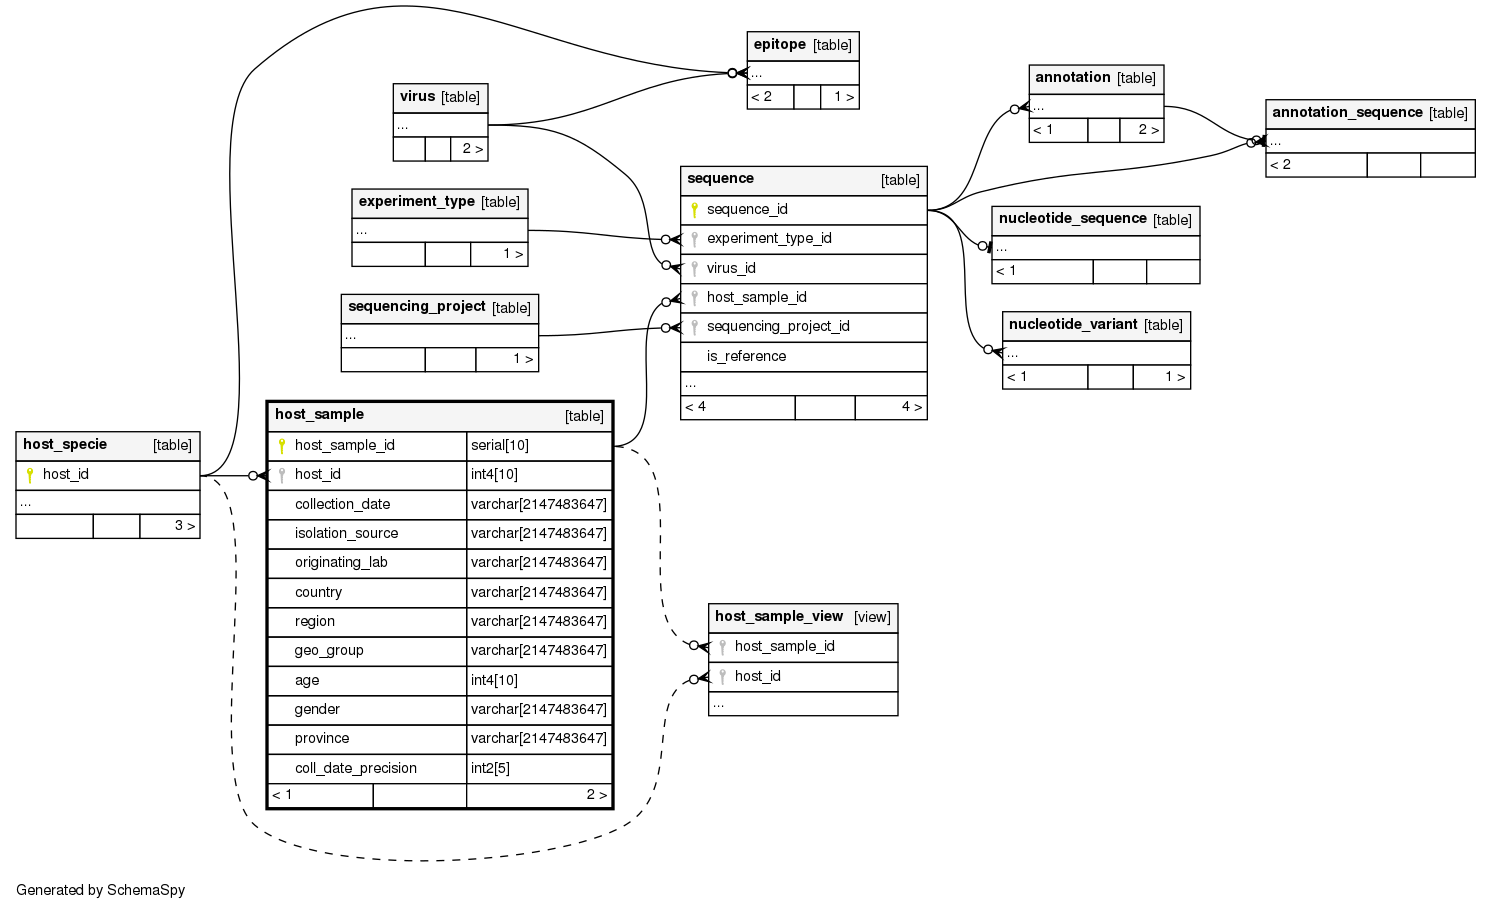 epitope [table]
...
< 2 1 >
virus [table]
...
2 >
annotation [table]
...
< 1 2 >
annotation_sequence [table]
...
< 2
experiment_type [table]
...
1 >
sequence [table]
sequence_id
experiment_type_id
virus_id
host_sample_id
sequencing_project_id
is_reference
...
< 4 4 >
nucleotide_sequence [table]
...
< 1
sequencing_project [table]
...
1 >
nucleotide_variant [table]
...
< 1 1 >
host_specie [table]
host_id
...
3 >
host_sample [table]
host_sample_id serial[10]
host_id int4[10]
collection_date varchar[2147483647]
isolation_source varchar[2147483647]
originating_lab varchar[2147483647]
country varchar[2147483647]
region varchar[2147483647]
geo_group varchar[2147483647]
age int4[10]
gender varchar[2147483647]
province varchar[2147483647]
coll_date_precision int2[5]
< 1 2 >
host_sample_view [view]
host_sample_id
host_id
...
Generated by SchemaSpy